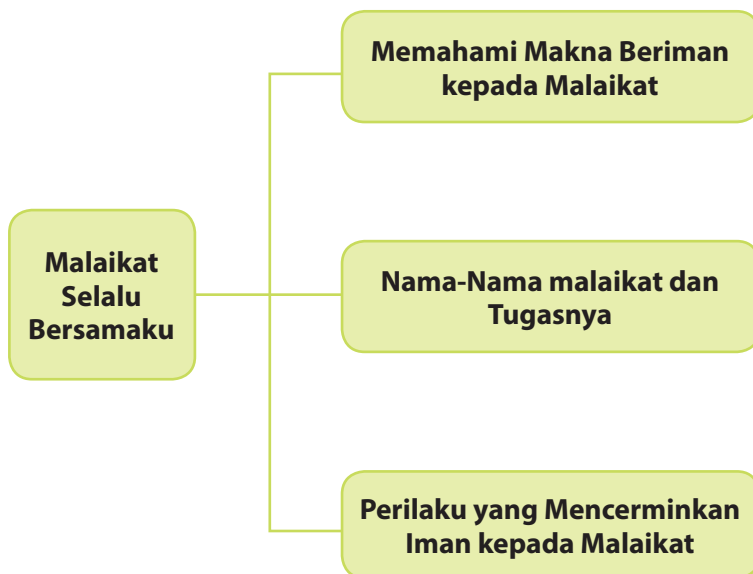 Memahami Makna Beriman
kepada Malaikat
Malaikat
Selalu
Bersamaku
Nama-Nama malaikat dan
Tugasnya
Perilaku yang Mencerminkan
Iman kepada Malaikat